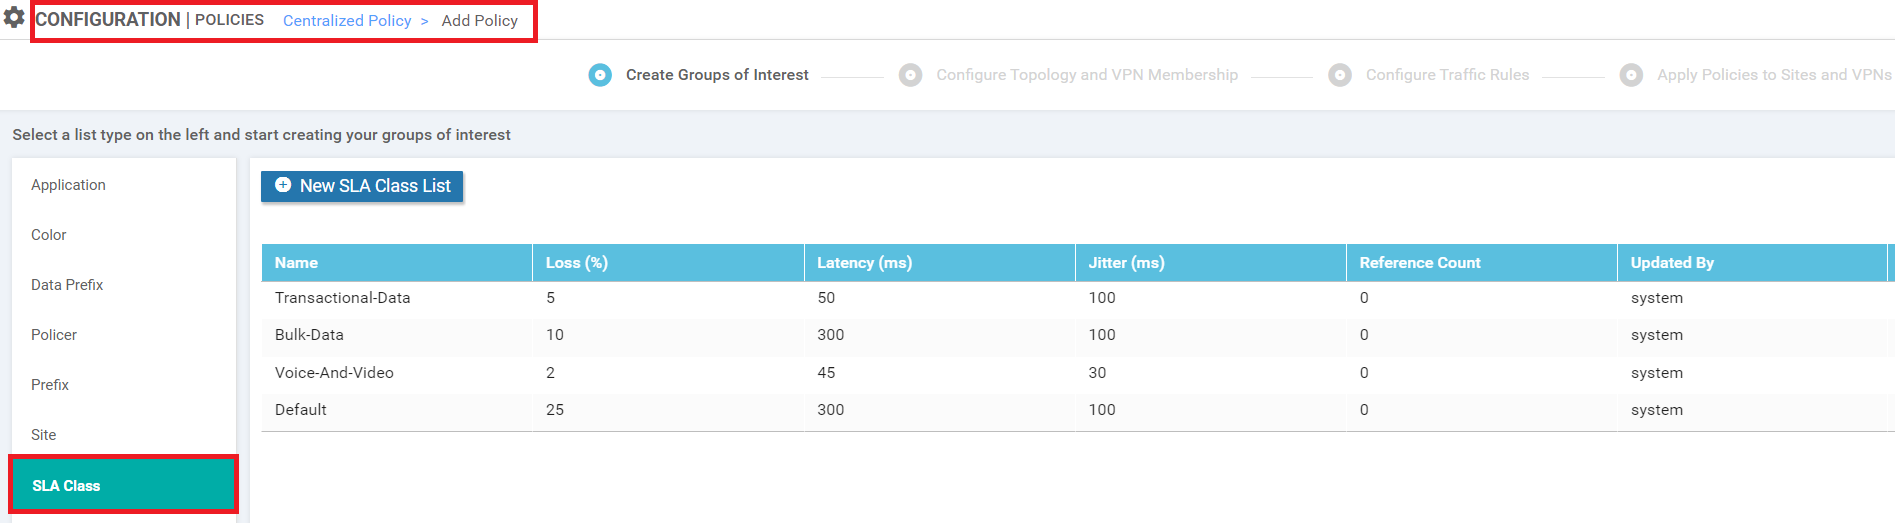 CONFIGURATION | POLICIES Centralized Policy > Add Policy
Create Groups of Interest Configure Topology and VPN Membership Configure Traffic Rules Apply Policies to Sites and VPNs
Select a list type on the left and start creating your groups of interest
Application
Color
Data Prefix
Policer
Prefix
Site
SLA Class
New SLA Class List
Name Loss (%) Latency (ms) Jitter (ms) Reference Count Updated By
Transactional-Data 5 50 100 0 system
Bulk-Data 10 300 100 0 system
Voice-And-Video 2 45 30 0 system
Default 25 300 100 0 system